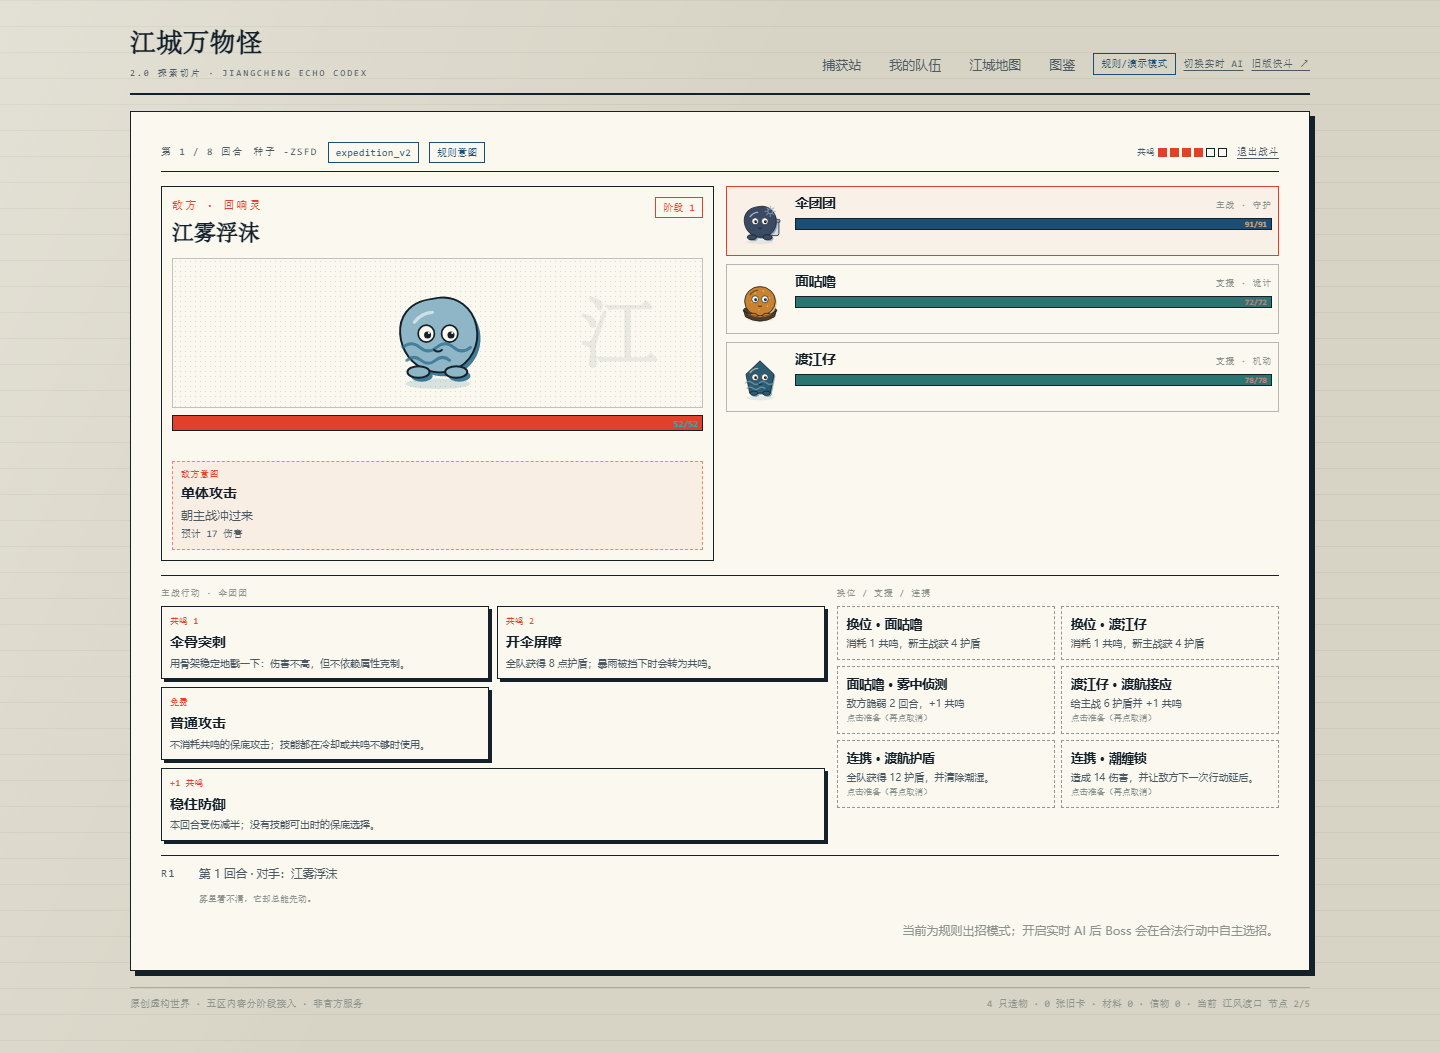 江城万物怪
2.0 探索切片 · JIANGCHENG ECHO CODEX
捕获站 我的队伍 江城地图 图鉴 规则/演示模式 切换实时 AI 旧版快斗 ↗
第 1 / 8 回合 种子 -ZSFD expedition_v2 规则意图
共鸣 退出战斗
敌方 · 回响灵
阶段 1
江雾浮沫
江
52/52
敌方意图
单体攻击
朝主战冲过来
预计 17 伤害
伞团团
主战 · 守护
91/91
面咕噜
支援 · 诡计
72/72
渡江仔
支援 · 机动
78/78
主战行动 · 伞团团
共鸣 1
伞骨突刺
用骨架稳定地戳一下：伤害不高，但不依赖属性克制。
共鸣 2
开伞屏障
全队获得 8 点护盾；暴雨被挡下时会转为共鸣。
免费
普通攻击
不消耗共鸣的保底攻击；技能都在冷却或共鸣不够时使用。
+1 共鸣
稳住防御
本回合受伤减半；没有技能可出时的保底选择。
换位 / 支援 / 连携
换位 • 面咕噜
消耗 1 共鸣，新主战获 4 护盾
换位 • 渡江仔
消耗 1 共鸣，新主战获 4 护盾
面咕噜 • 雾中侦测
敌方脆弱 2 回合，+1 共鸣
点击准备（再点取消）
渡江仔 • 渡航接应
给主战 6 护盾并 +1 共鸣
点击准备（再点取消）
连携 • 渡航护盾
全队获得 12 护盾，并清除潮湿。
点击准备（再点取消）
连携 • 潮缠锁
造成 14 伤害，并让敌方下一次行动延后。
点击准备（再点取消）
R1 第 1 回合 · 对手：江雾浮沫
雾里看不清，它却总能先动。
当前为规则出招模式；开启实时 AI 后 Boss 会在合法行动中自主选招。
原创虚构世界 · 五区内容分阶段接入 · 非官方服务
4 只造物 · 0 张旧卡 · 材料 0 · 信物 0 · 当前 江风渡口 节点 2/5